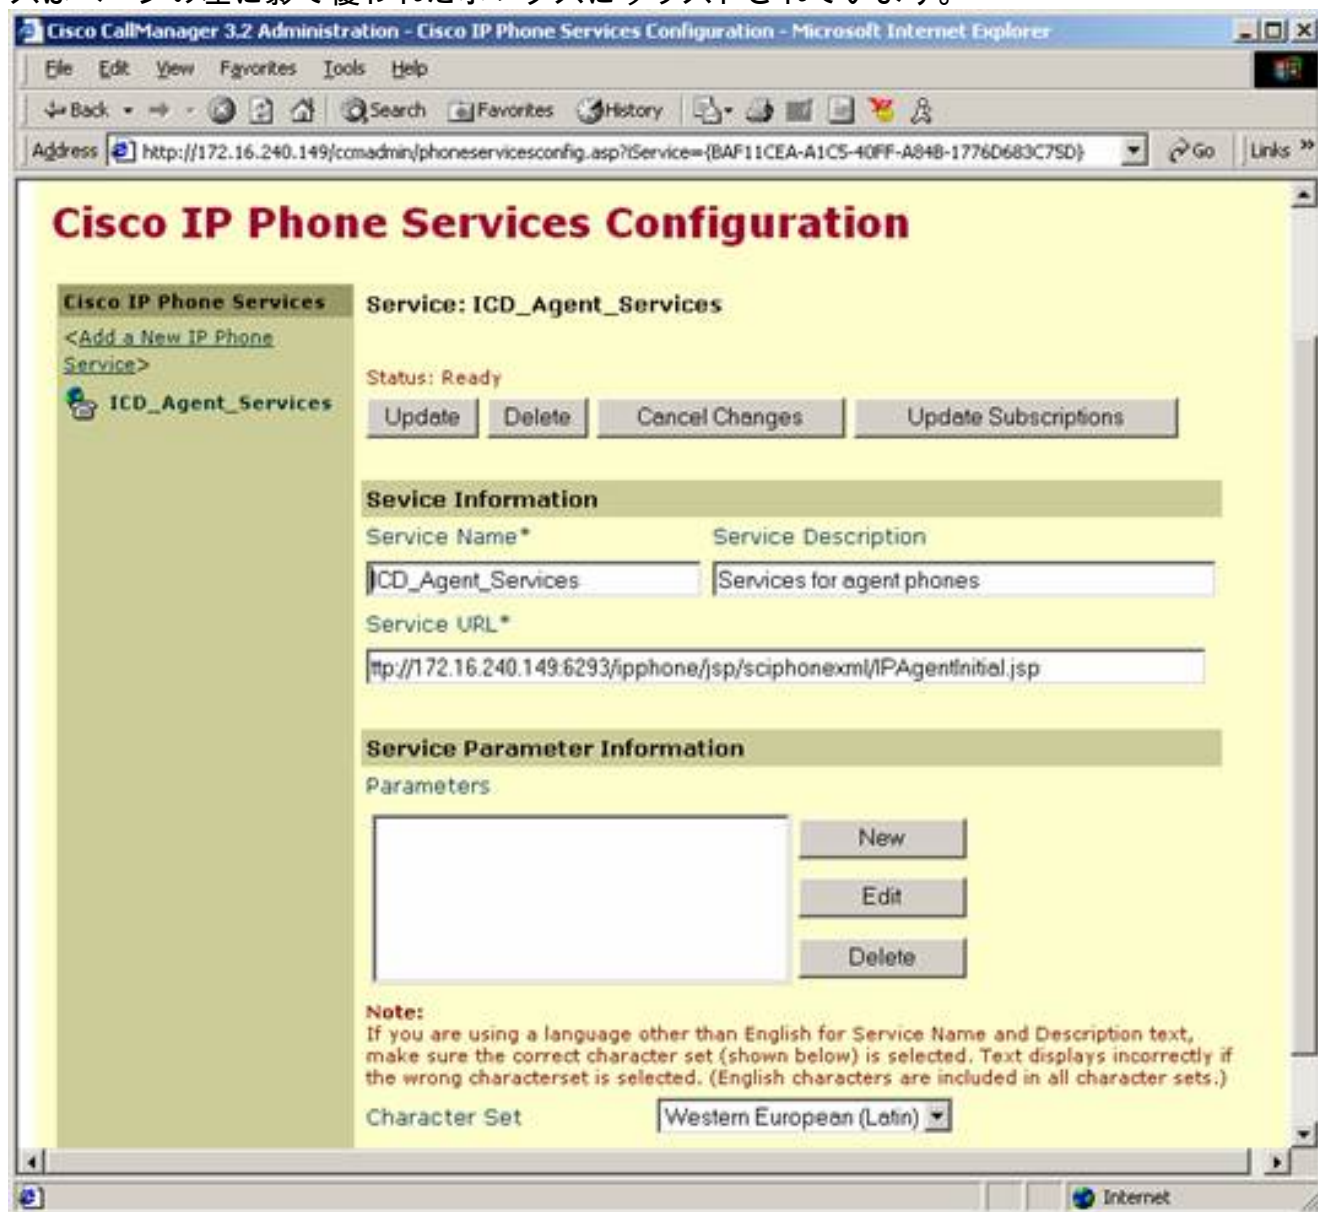 Cisco CallManager 3.2 Administration - Cisco IP Phone Services Configuration - Microsoft Internet Explorer
File Edit View Favorites Tools Help
Back Search Favorites History
Address http://172.16.240.149/ccmadmin/phoneservicesconfig.asp?iService={BAF11CEA-A1C5-40FF-A84B-1776D683C75D} Go Links »
Cisco IP Phone Services Configuration
Cisco IP Phone Services
<Add a New IP Phone
Service>
ICD_Agent_Services
Service: ICD_Agent_Services
Status: Ready
Update Delete Cancel Changes Update Subscriptions
Sevice Information
Service Name* Service Description
ICD_Agent_Services Services for agent phones
Service URL*
ttp://172.16.240.149:6293/ipphone/jsp/sciphonexml/IPAgentInitial.jsp
Service Parameter Information
Parameters
New
Edit
Delete
Note:
If you are using a language other than English for Service Name and Description text,
make sure the correct character set (shown below) is selected. Text displays incorrectly if
the wrong characterset is selected. (English characters are included in all character sets.)
Character Set Western European (Latin)
Internet